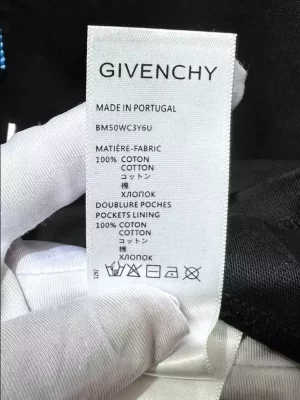 GIVENCHY
MADE IN PORTUGAL
BM50WC3Y6U
MATIÈRE-FABRIC
100% COTON
COTTON
コットン
棉
ХЛОПОК
DOUBLURE POCHES
POCKETS LINING
100% COTON
COTTON
コットン
棉
ХЛОПОК